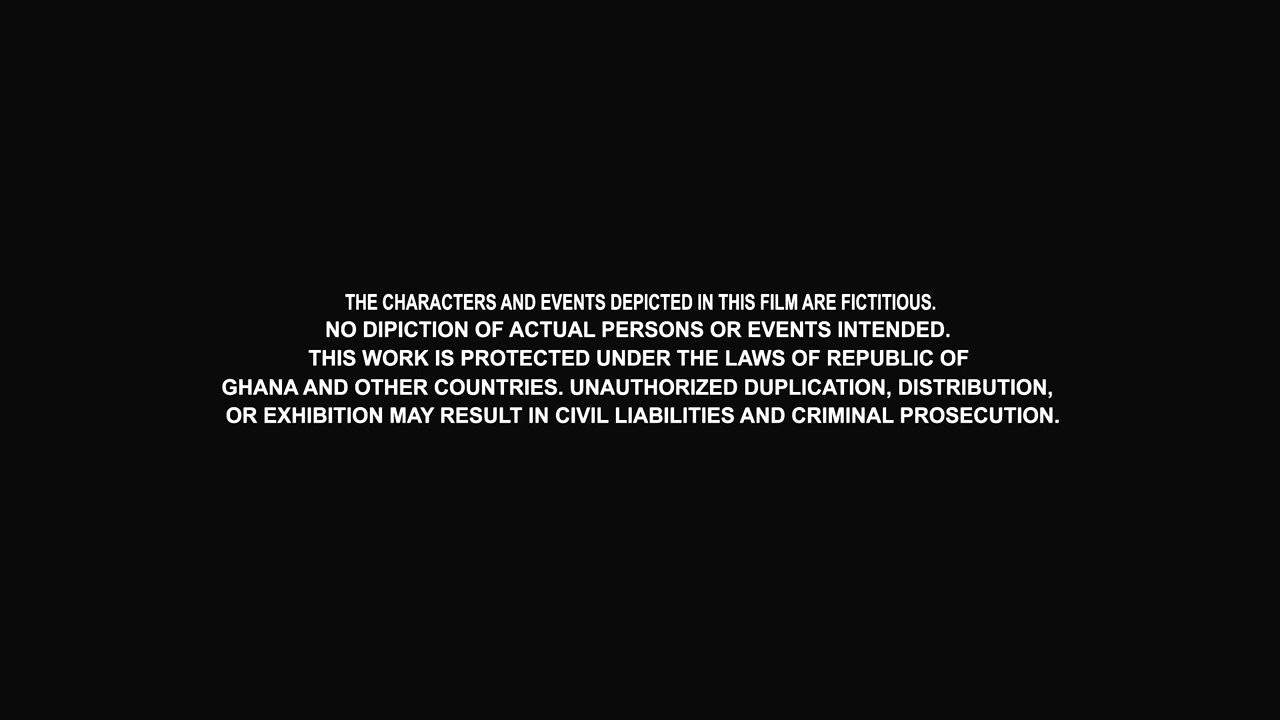 THE CHARACTERS AND EVENTS DEPICTED IN THIS FILM ARE FICTITIOUS.
NO DIPICTION OF ACTUAL PERSONS OR EVENTS INTENDED.
THIS WORK IS PROTECTED UNDER THE LAWS OF REPUBLIC OF
GHANA AND OTHER COUNTRIES. UNAUTHORIZED DUPLICATION, DISTRIBUTION,
OR EXHIBITION MAY RESULT IN CIVIL LIABILITIES AND CRIMINAL PROSECUTION.